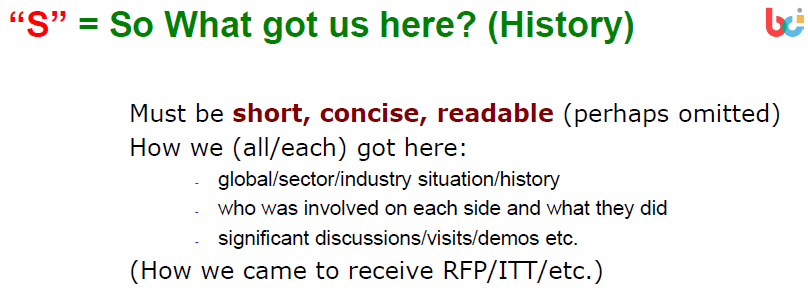 “S” = So What got us here? (History)
bci
Must be short, concise, readable (perhaps omitted)
How we (all/each) got here:
- global/sector/industry situation/history
- who was involved on each side and what they did
- significant discussions/visits/demos etc.
(How we came to receive RFP/ITT/etc.)